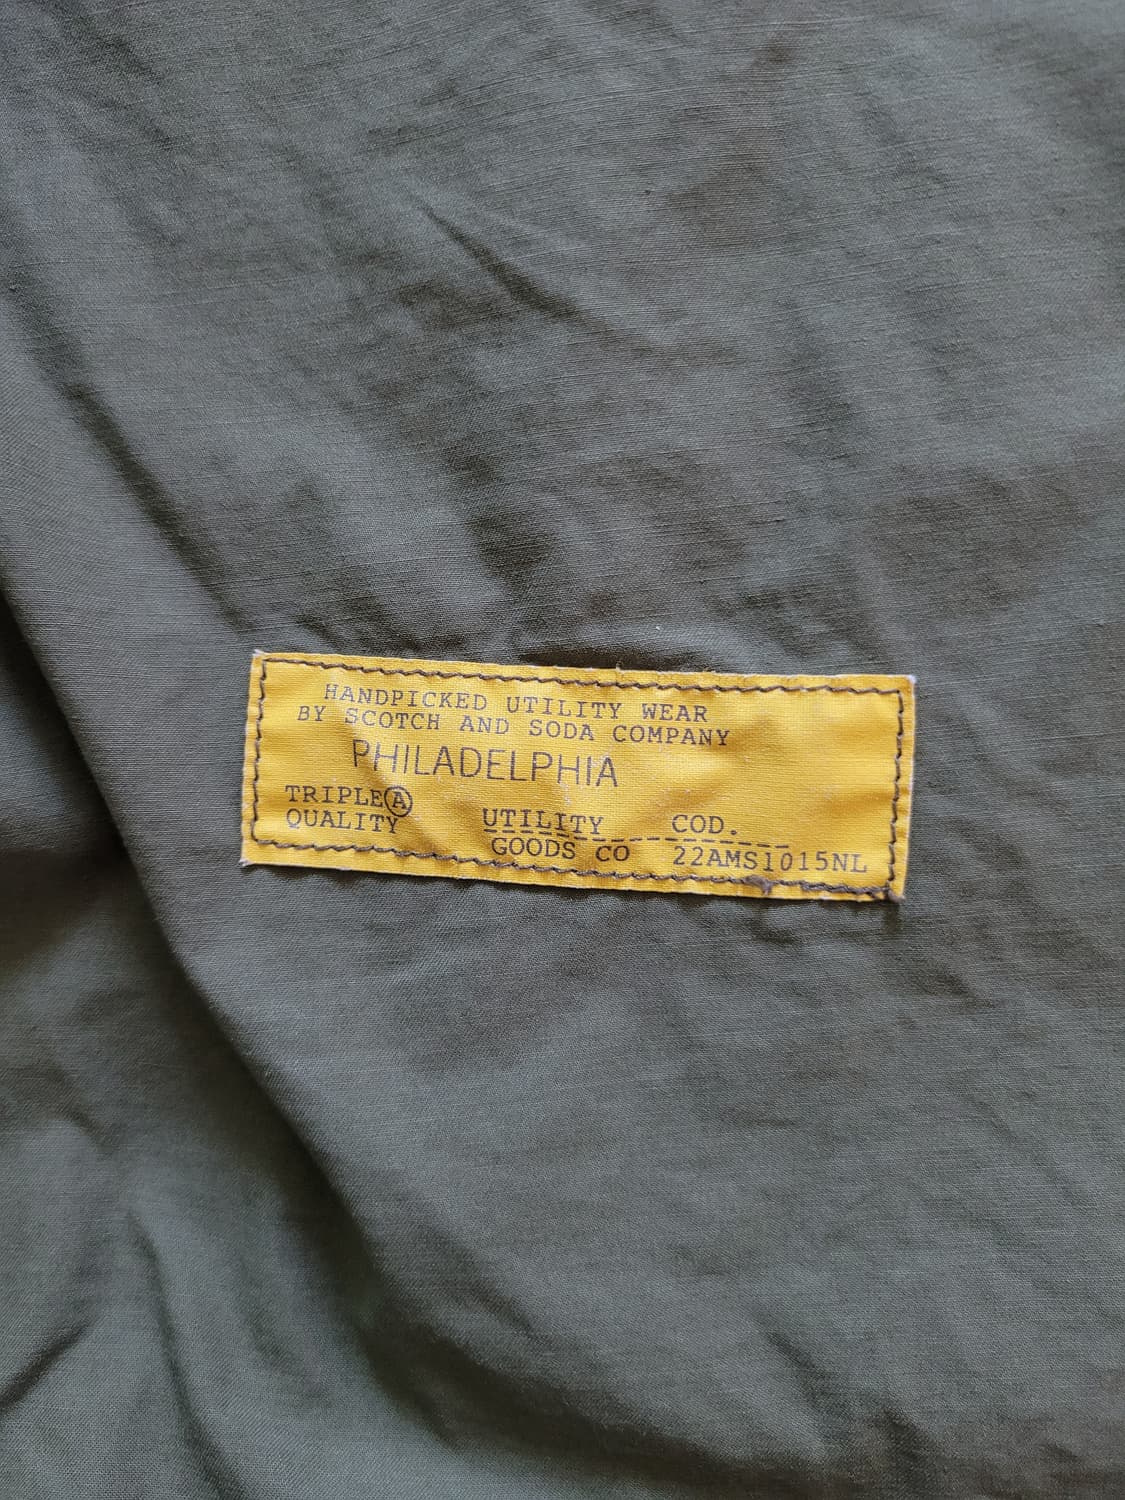 HANDPICKED UTILITY WEAR
BY SCOTCH AND SODA COMPANY
PHILADELPHIA
TRIPLE Ⓐ
QUALITY
UTILITY
GOODS CO
COD.
22AMS1015NL